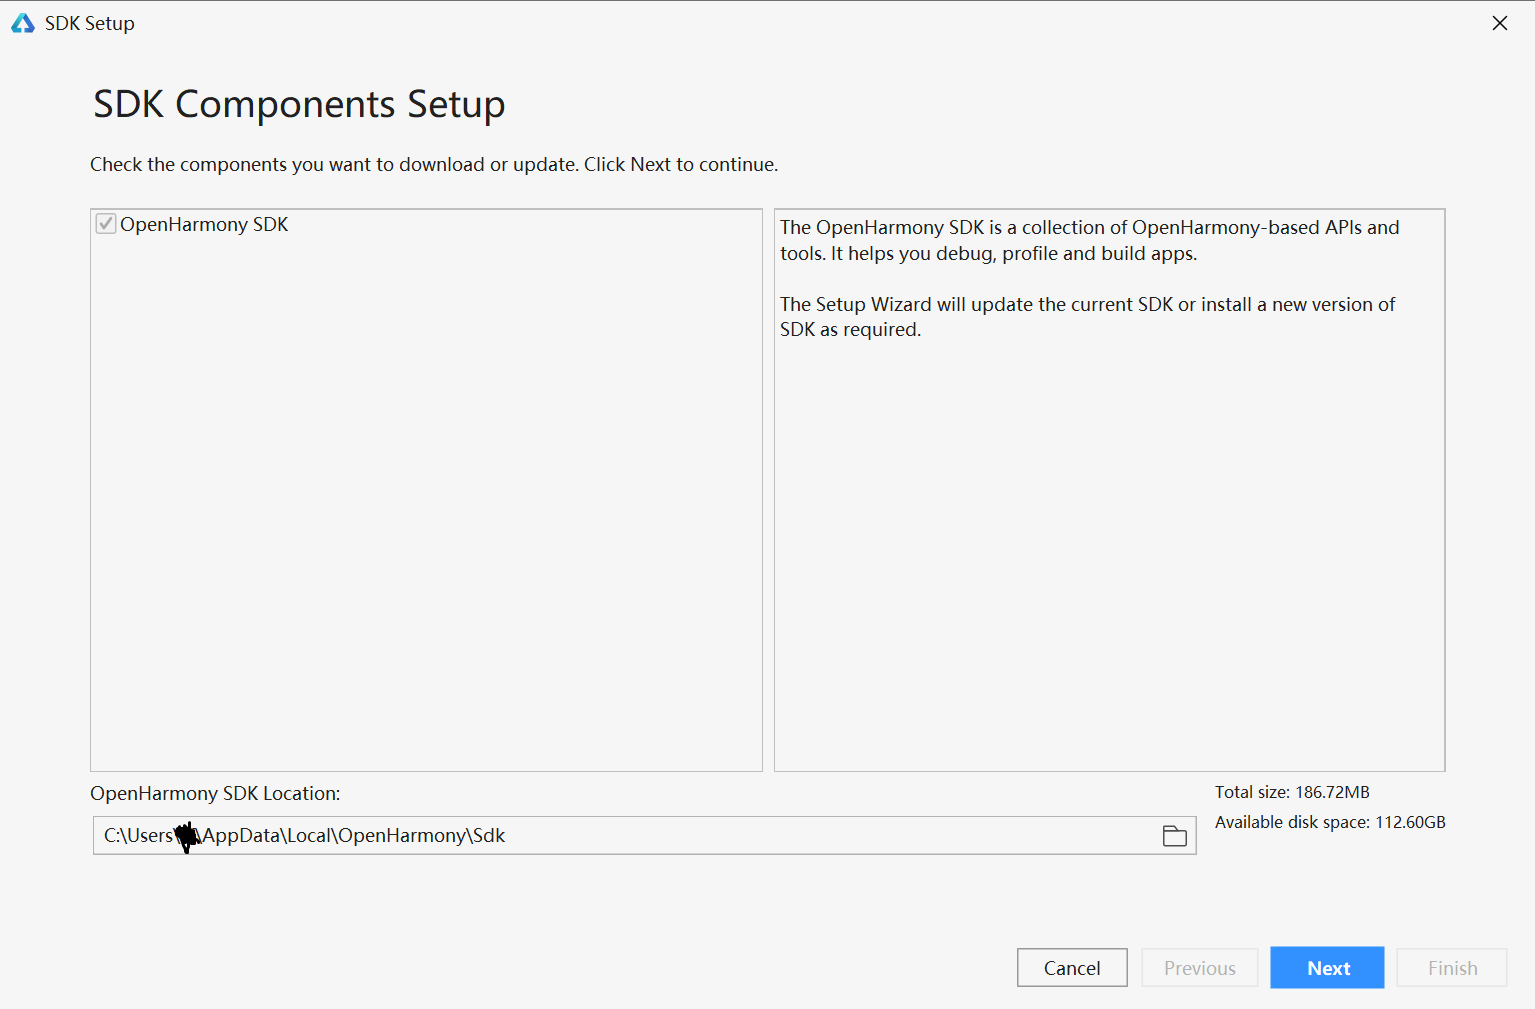 SDK Setup
SDK Components Setup
Check the components you want to download or update. Click Next to continue.
OpenHarmony SDK
The OpenHarmony SDK is a collection of OpenHarmony-based APIs and
tools. It helps you debug, profile and build apps.
The Setup Wizard will update the current SDK or install a new version of
SDK as required.
OpenHarmony SDK Location:
C:\Users\ \AppData\Local\OpenHarmony\Sdk
Total size: 186.72MB
Available disk space: 112.60GB
Cancel
Previous
Next
Finish